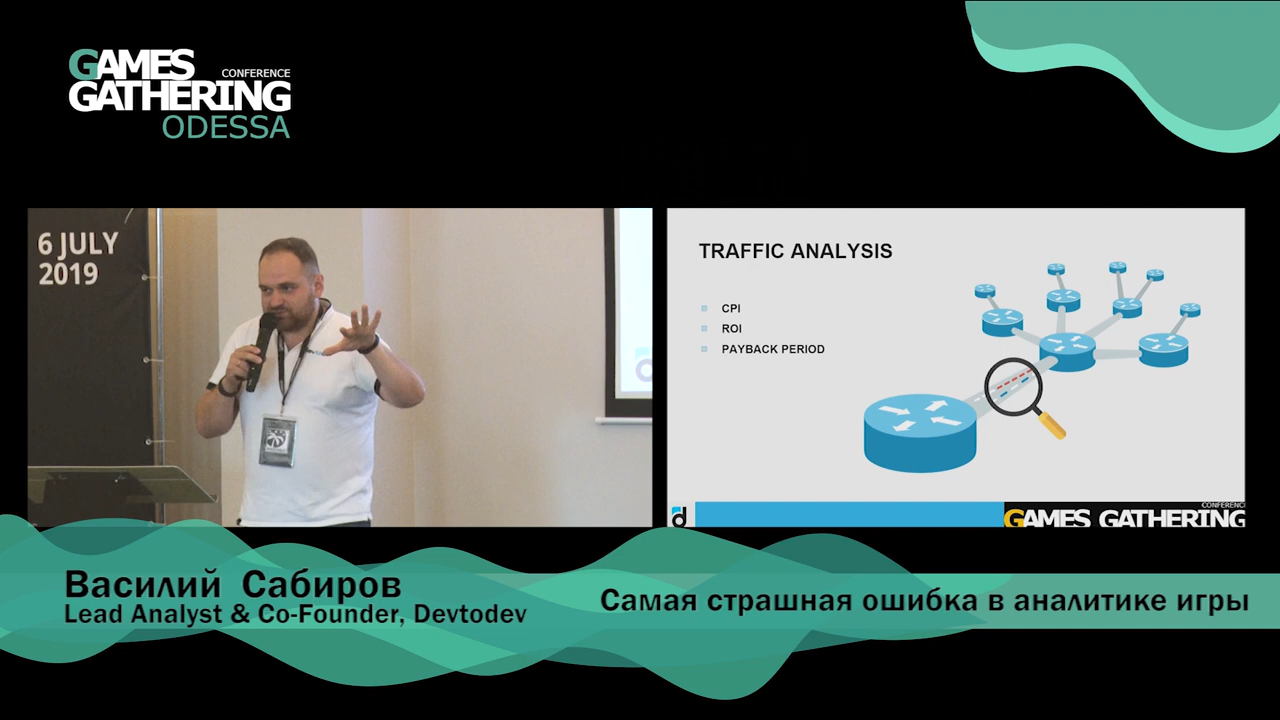 GAMES
CONFERENCE
GATHERING
ODESSA
6 JULY
2019
TRAFFIC ANALYSIS
CPI
ROI
PAYBACK PERIOD
d
CONFERENC
GAMES GATHERING
Василий Сабиров
Lead Analyst & Co-Founder, Devtodev
Самая страшная ошибка в аналитике игры